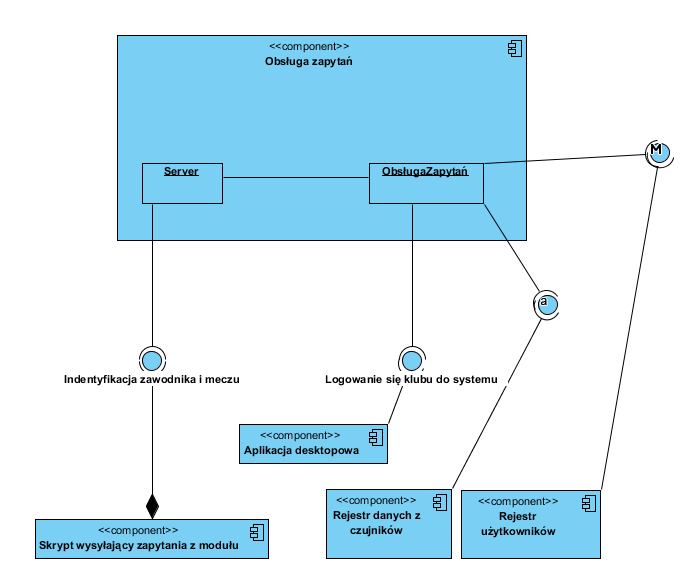 <<component>>
Obsługa zapytań
M
Server
ObsługaZapytań
a
Indentyfikacja zawodnika i meczu
Logowanie się klubu do systemu
<<component>>
Aplikacja desktopowa
<<component>>
Rejestr danych z
czujników
<<component>>
Rejestr
użytkowników
<<component>>
Skrypt wysyłający zapytania z modułu